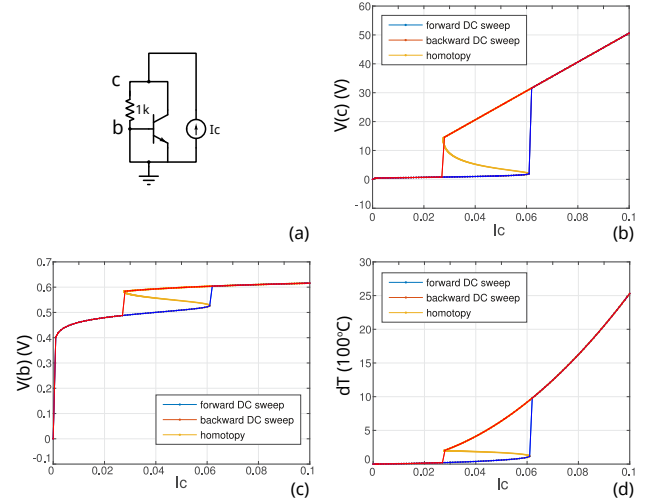 c
1k
b
Ic
(a)
V(c) (V)
60
50
40
30
20
10
0
-10
forward DC sweep
backward DC sweep
homotopy
0
0.02
0.04
0.06
0.08
0.1
Ic
(b)
V(b) (V)
0.7
0.6
0.5
0.4
0.3
0.2
0.1
0
-0.1
forward DC sweep
backward DC sweep
homotopy
0
0.02
0.04
0.06
0.08
0.1
Ic
(c)
dT (100°C)
30
25
20
15
10
5
0
forward DC sweep
backward DC sweep
homotopy
0
0.02
0.04
0.06
0.08
0.1
Ic
(d)